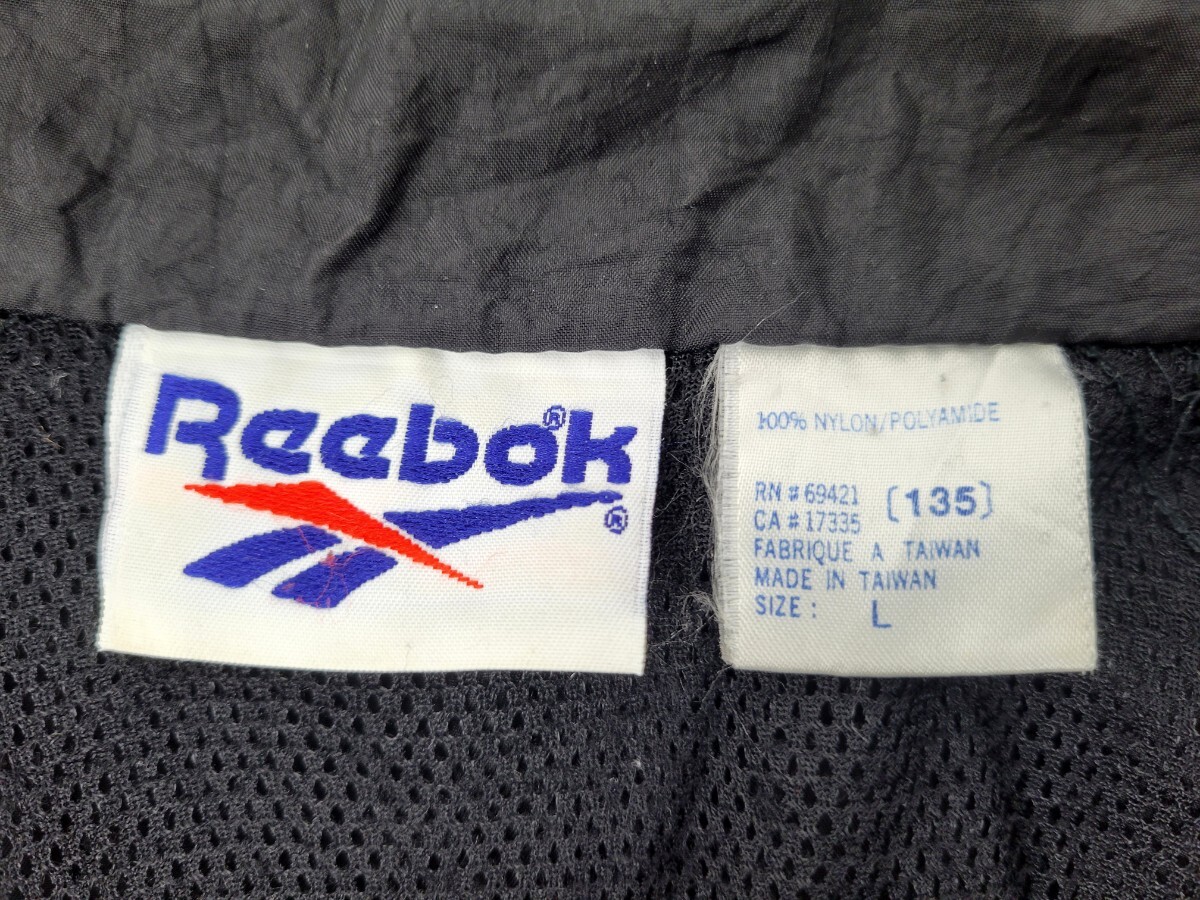 Reebok®
®
100% NYLON/POLYAMIDE
RN # 69421
CA # 17335 [135]
FABRIQUE A TAIWAN
MADE IN TAIWAN
SIZE : L